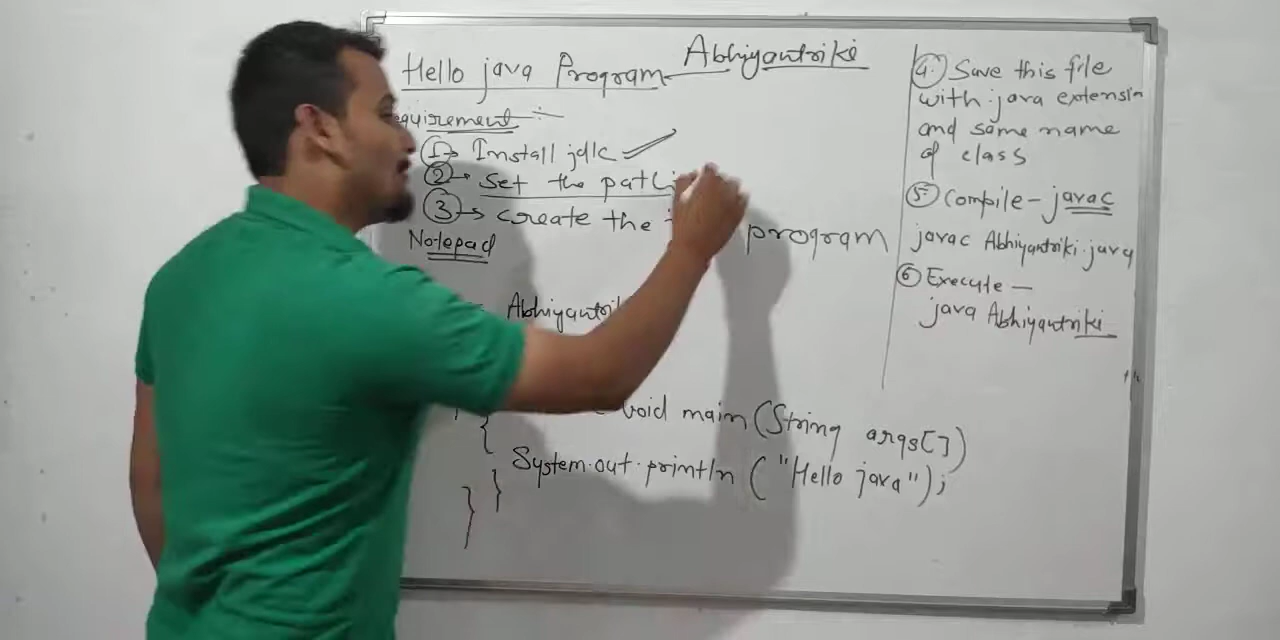 Hello java Program
Abhiyantriki
equirement :-
① → Install jdk ✓
② → Set the path
③ → create the
program
Notepad
Abhiyantriki
void main (String args[])
{
System.out.println ("Hello java");
}
}
④. Save this file
with .java extension
and same name
of class
⑤ Compile - javac
javac Abhiyantriki.java
⑥ Execute -
java Abhiyantriki